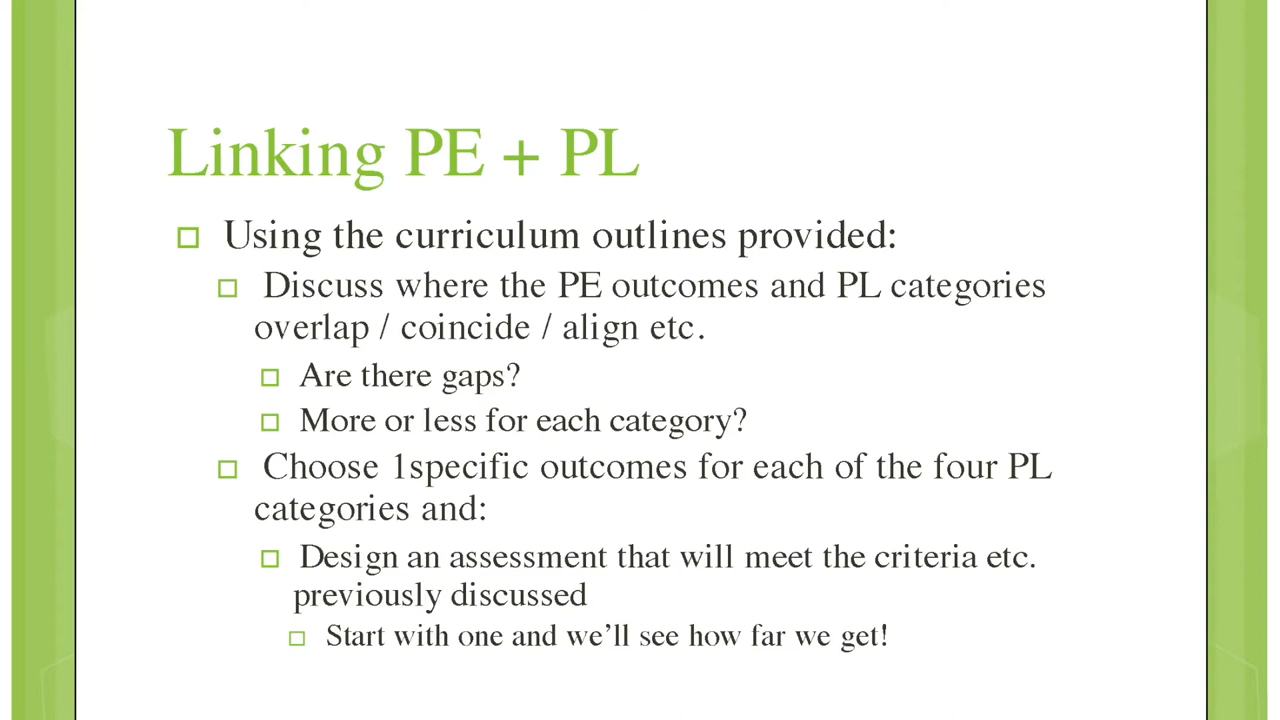 Linking PE + PL
Using the curriculum outlines provided:
Discuss where the PE outcomes and PL categories
overlap / coincide / align etc.
Are there gaps?
More or less for each category?
Choose 1specific outcomes for each of the four PL
categories and:
Design an assessment that will meet the criteria etc.
previously discussed
Start with one and we’ll see how far we get!